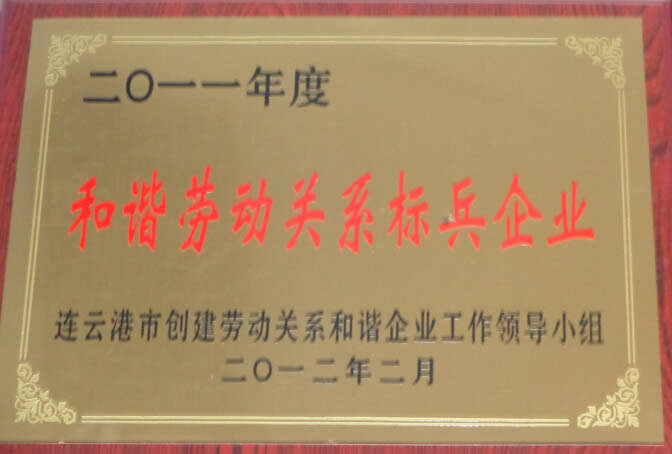 二〇一一年度
和谐劳动关系标兵企业
连云港市创建劳动关系和谐企业工作领导小组
二〇一二年二月